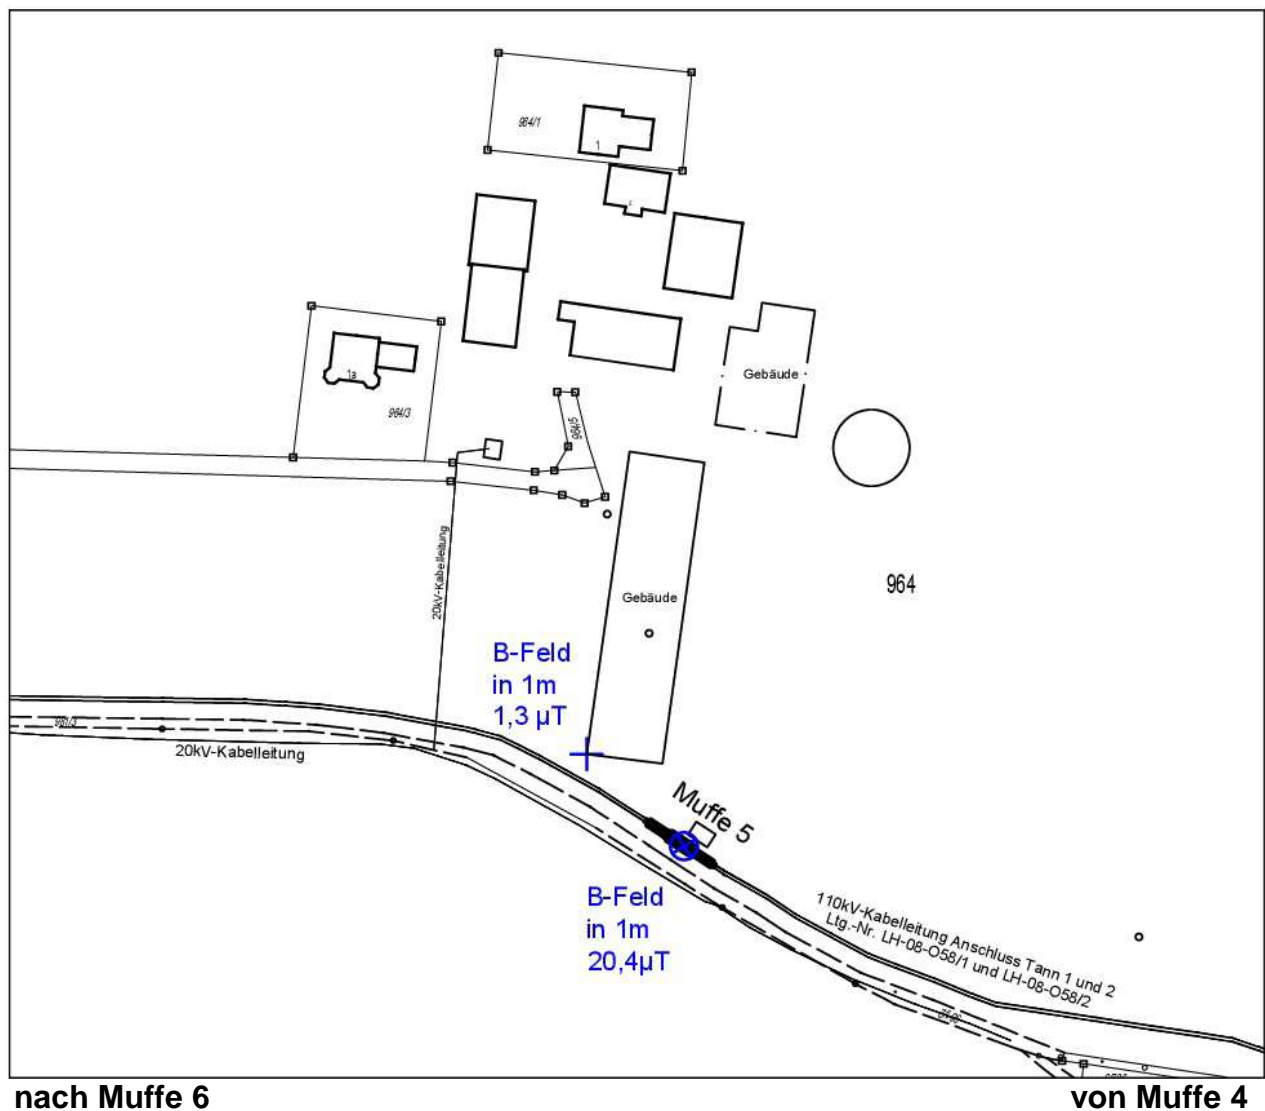 964/1
1
1a
964/3
964/5
Gebäude
Gebäude
964
20kV-Kabelleitung
B-Feld
in 1m
1,3 µT
961/3
20kV-Kabelleitung
Muffe 5
B-Feld
in 1m
20,4µT
110kV-Kabelleitung Anschluss Tann 1 und 2
Ltg.-Nr. LH-08-O58/1 und LH-08-O58/2
nach Muffe 6
von Muffe 4